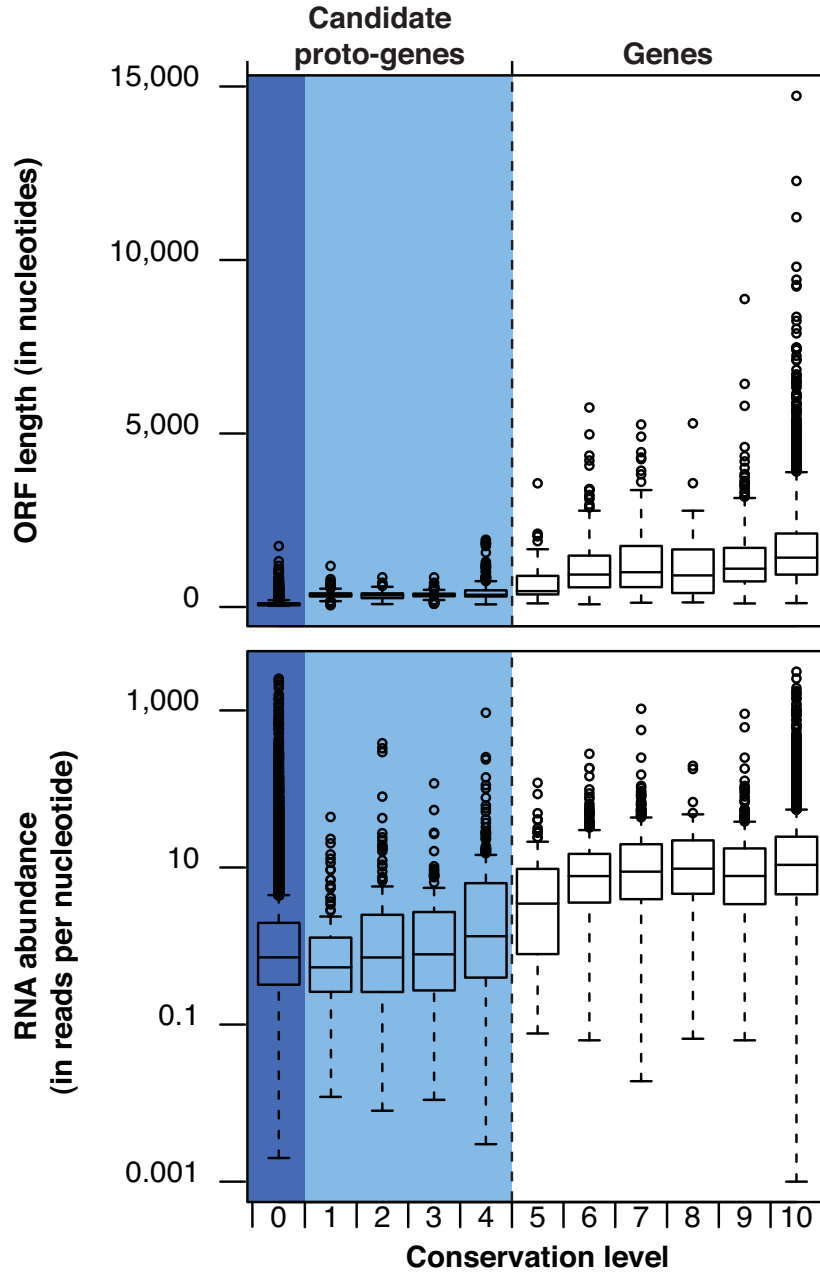 Candidate
proto-genes
Genes
ORF length (in nucleotides)
15,000
10,000
5,000
0
RNA abundance
(in reads per nucleotide)
1,000
10
0.1
0.001
0 1 2 3 4 5 6 7 8 9 10
Conservation level